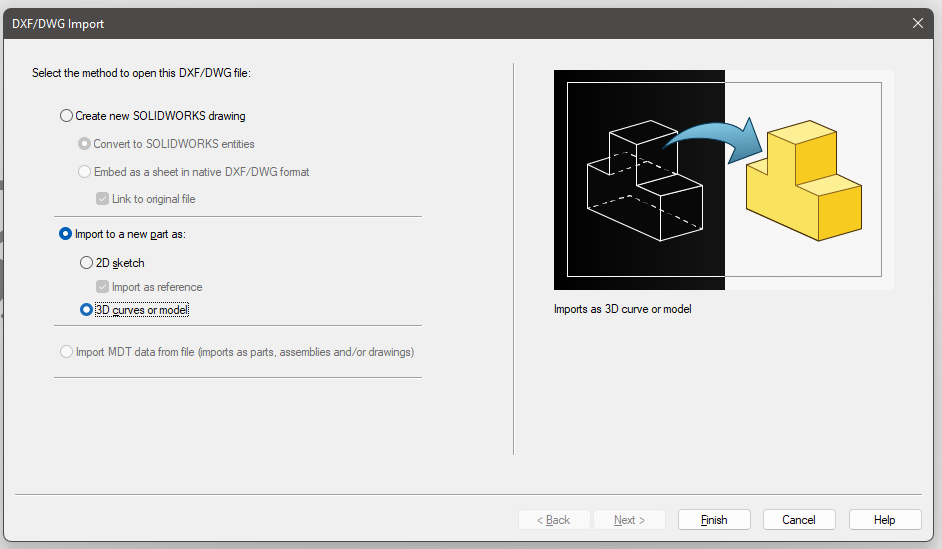 DXF/DWG Import
Select the method to open this DXF/DWG file:
Create new SOLIDWORKS drawing
Convert to SOLIDWORKS entities
Embed as a sheet in native DXF/DWG format
Link to original file
Import to a new part as:
2D sketch
Import as reference
3D curves or model
Import MDT data from file (imports as parts, assemblies and/or drawings)
Imports as 3D curve or model
< Back
Next >
Finish
Cancel
Help